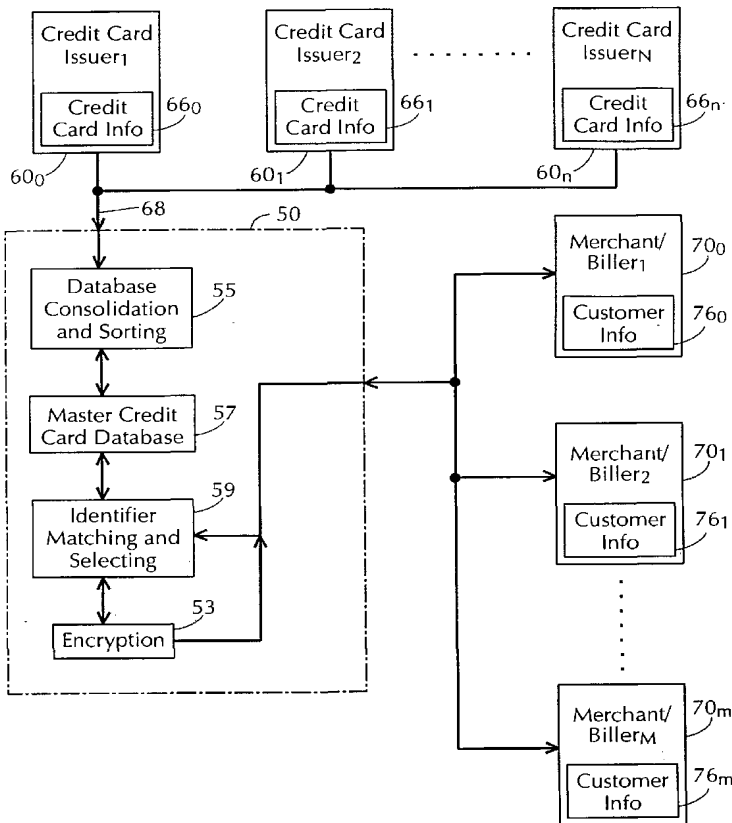 Credit Card
Issuer1
Credit
Card Info
660
600
Credit Card
Issuer2
Credit
Card Info
661
601
Credit Card
IssuerN
Credit
Card Info
66n
60n
68
50
Database
Consolidation
and Sorting
55
Master Credit
Card Database
57
Identifier
Matching and
Selecting
59
Encryption
53
Merchant/
Biller1
700
Customer
Info
760
Merchant/
Biller2
701
Customer
Info
761
Merchant/
BillerM
70m
Customer
Info
76m